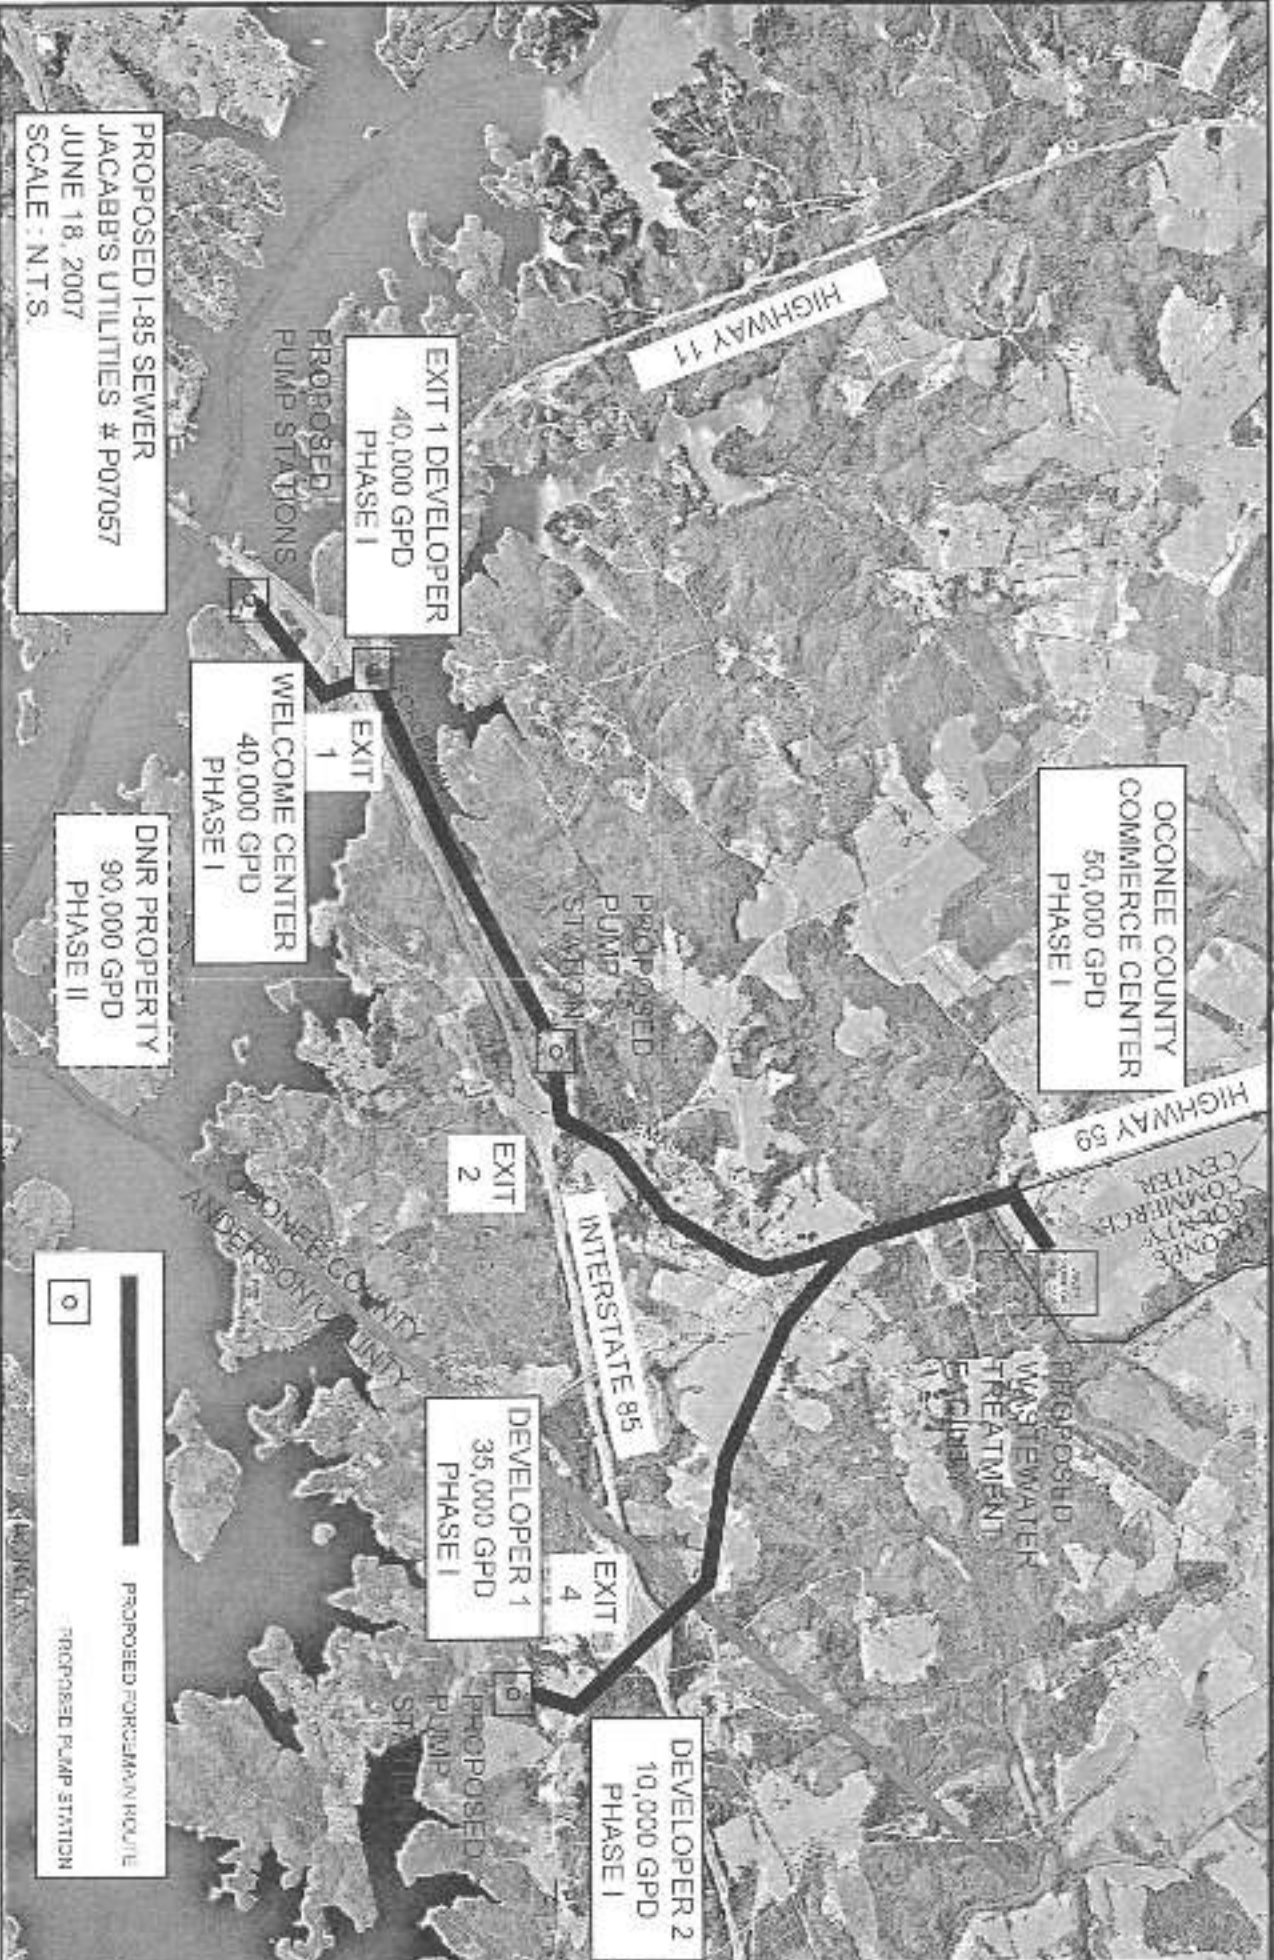 HIGHWAY 11
OCONEE COUNTY
COMMERCE CENTER
50,000 GPD
PHASE I
HIGHWAY 59
OCONEE
COUNTY
COMMERCE
CENTER
PROPOSED
WASTEWATER
TREATMENT
FACILITY
EXIT 1 DEVELOPER
40,000 GPD
PHASE I
PROPOSED
PUMP STATIONS
PROPOSED
PUMP
STATION
EXIT
1
WELCOME CENTER
40,000 GPD
PHASE I
EXIT
2
INTERSTATE 85
DEVELOPER 2
10,000 GPD
PHASE I
EXIT
4
DEVELOPER 1
35,000 GPD
PHASE I
PROPOSED
PUMP
OCONEE COUNTY
ANDERSON COUNTY
DNR PROPERTY
90,000 GPD
PHASE II
PROPOSED I-85 SEWER
JACABB'S UTILITIES # P07057
JUNE 18, 2007
SCALE : N.T.S.
PROPOSED FORCEMAIN ROUTE
PROPOSED PUMP STATION